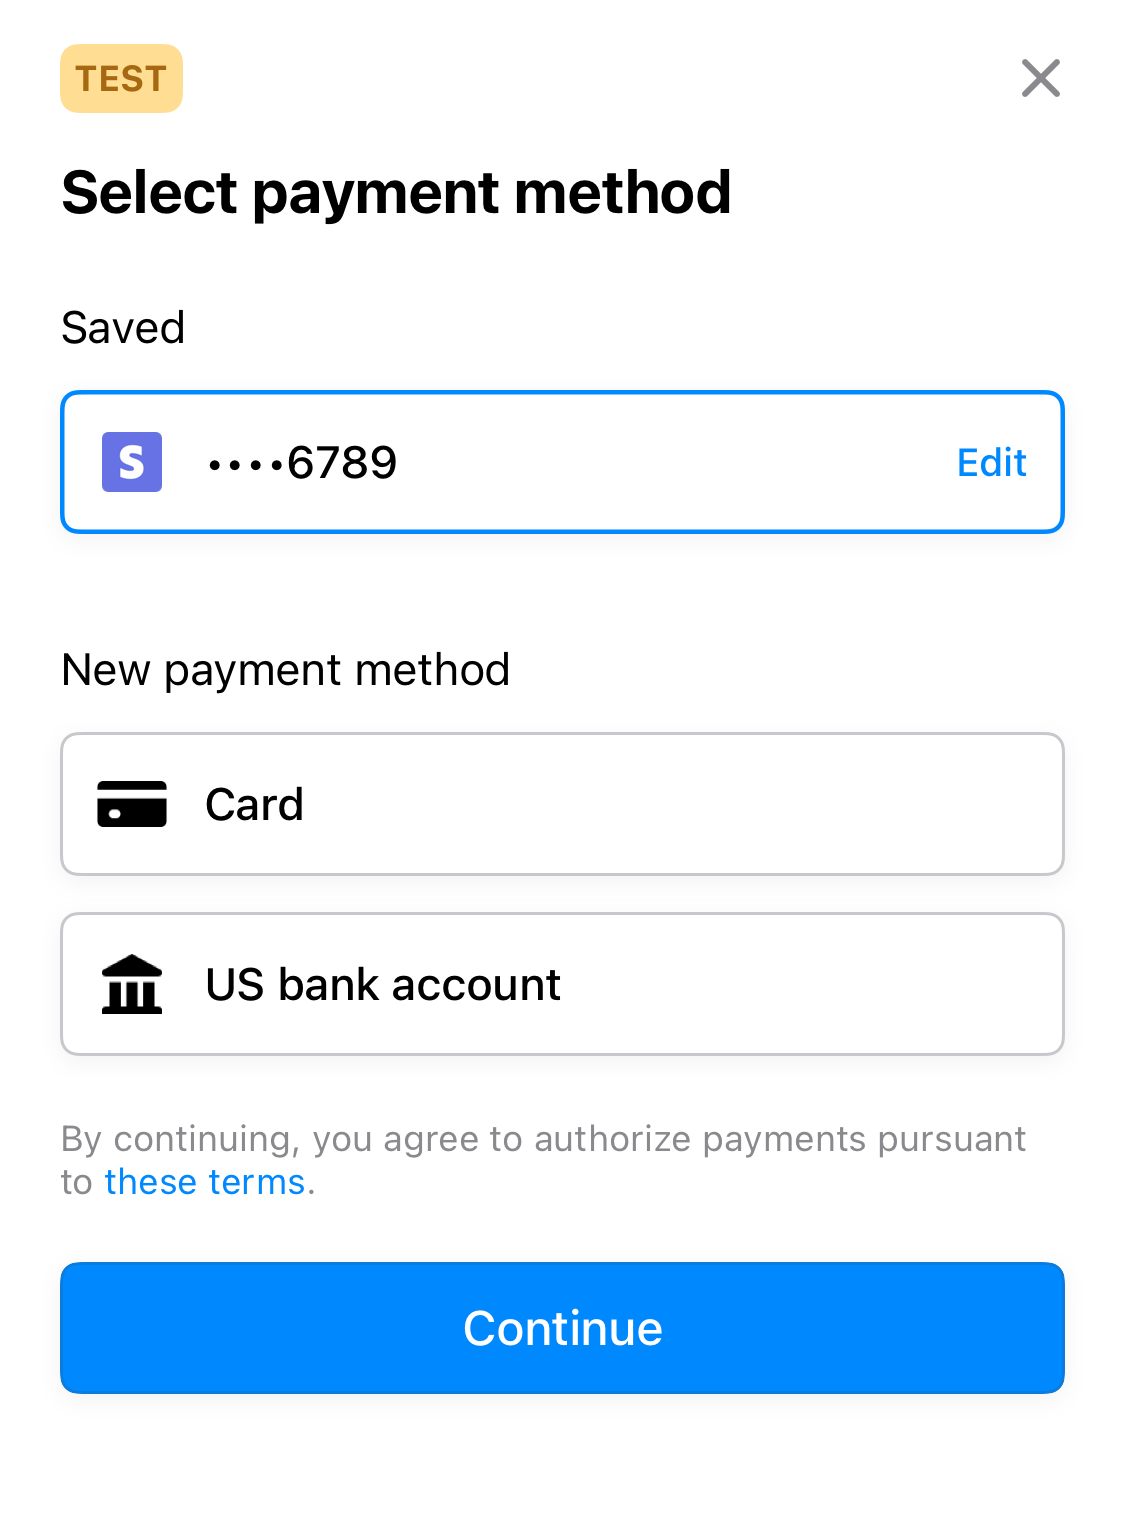 TEST
Select payment method
Saved
S ····6789 Edit
New payment method
Card
US bank account
By continuing, you agree to authorize payments pursuant
to these terms.
Continue